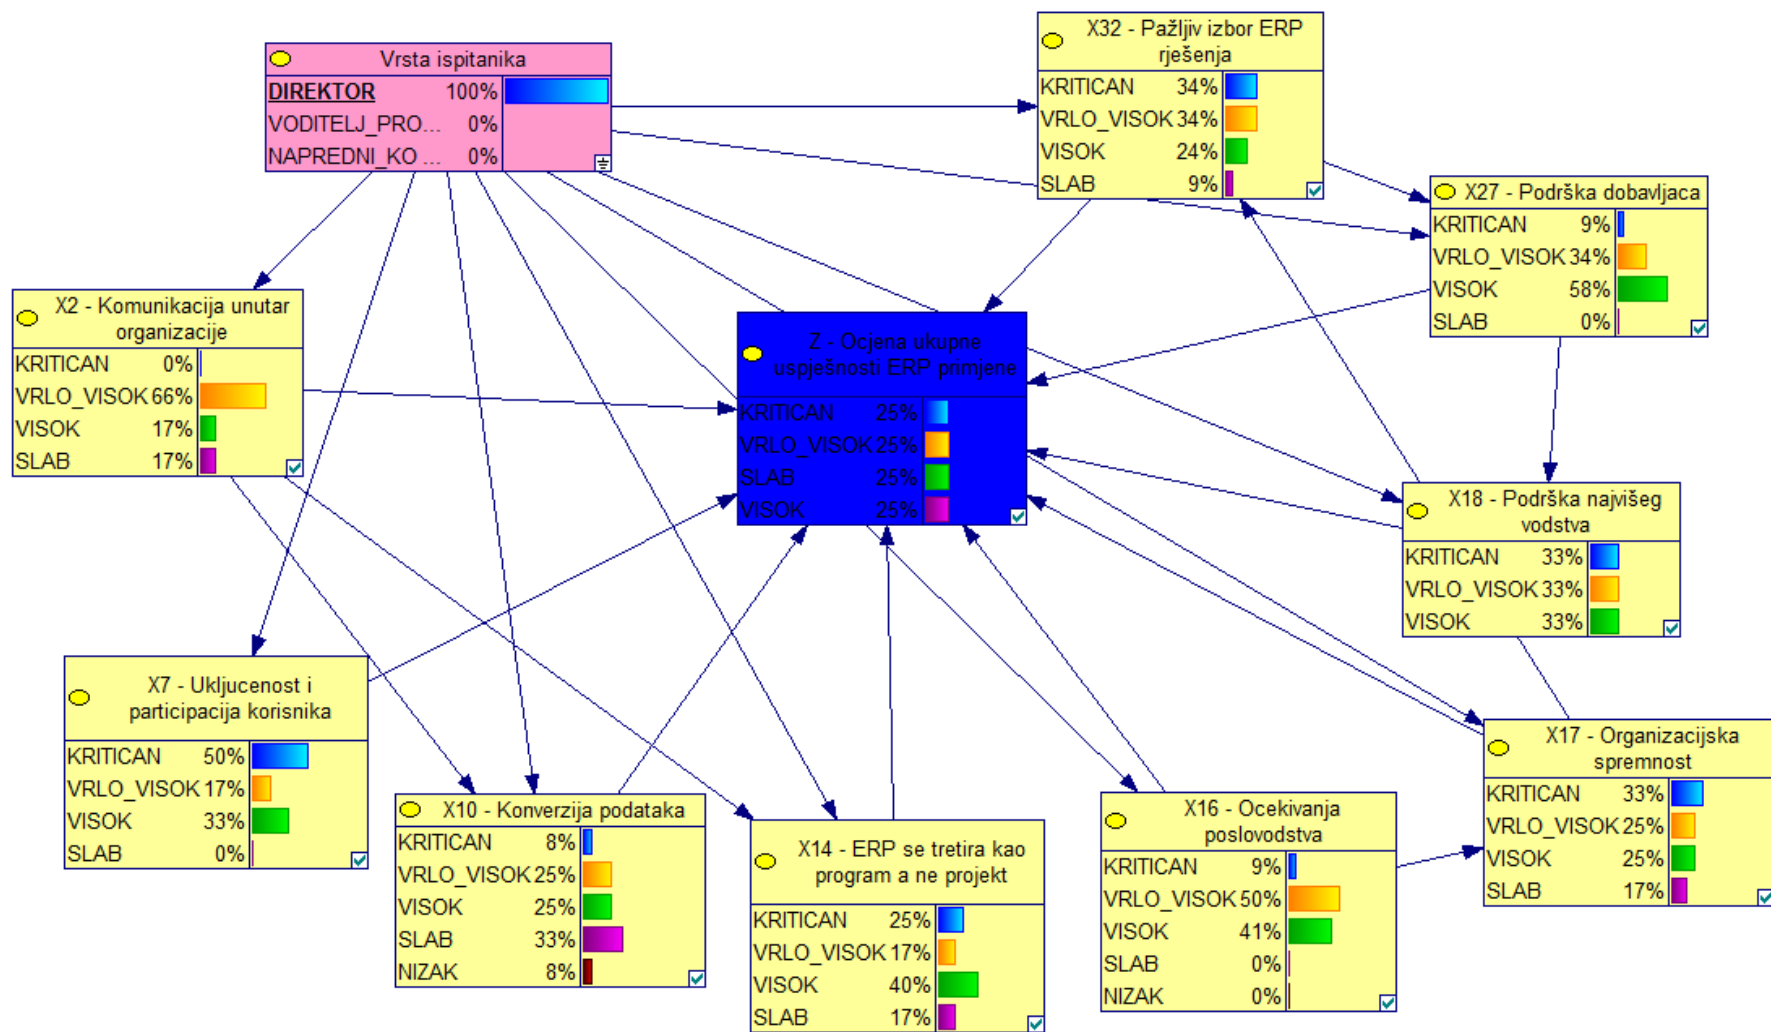 Vrsta ispitanika
DIREKTOR 100%
VODITELJ_PRO... 0%
NAPREDNI_KO ... 0%
X32 - Pažljiv izbor ERP
rješenja
KRITICAN 34%
VRLO_VISOK 34%
VISOK 24%
SLAB 9%
X27 - Podrška dobavljaca
KRITICAN 9%
VRLO_VISOK 34%
VISOK 58%
SLAB 0%
X2 - Komunikacija unutar
organizacije
KRITICAN 0%
VRLO_VISOK 66%
VISOK 17%
SLAB 17%
Z - Ocjena ukupne
uspješnosti ERP primjene
KRITICAN 25%
VRLO_VISOK 25%
SLAB 25%
VISOK 25%
X18 - Podrška najvišeg
vodstva
KRITICAN 33%
VRLO_VISOK 33%
VISOK 33%
X7 - Ukljucenost i
participacija korisnika
KRITICAN 50%
VRLO_VISOK 17%
VISOK 33%
SLAB 0%
X10 - Konverzija podataka
KRITICAN 8%
VRLO_VISOK 25%
VISOK 25%
SLAB 33%
NIZAK 8%
X14 - ERP se tretira kao
program a ne projekt
KRITICAN 25%
VRLO_VISOK 17%
VISOK 40%
SLAB 17%
X16 - Ocekivanja
poslovodstva
KRITICAN 9%
VRLO_VISOK 50%
VISOK 41%
SLAB 0%
NIZAK 0%
X17 - Organizacijska
spremnost
KRITICAN 33%
VRLO_VISOK 25%
VISOK 25%
SLAB 17%